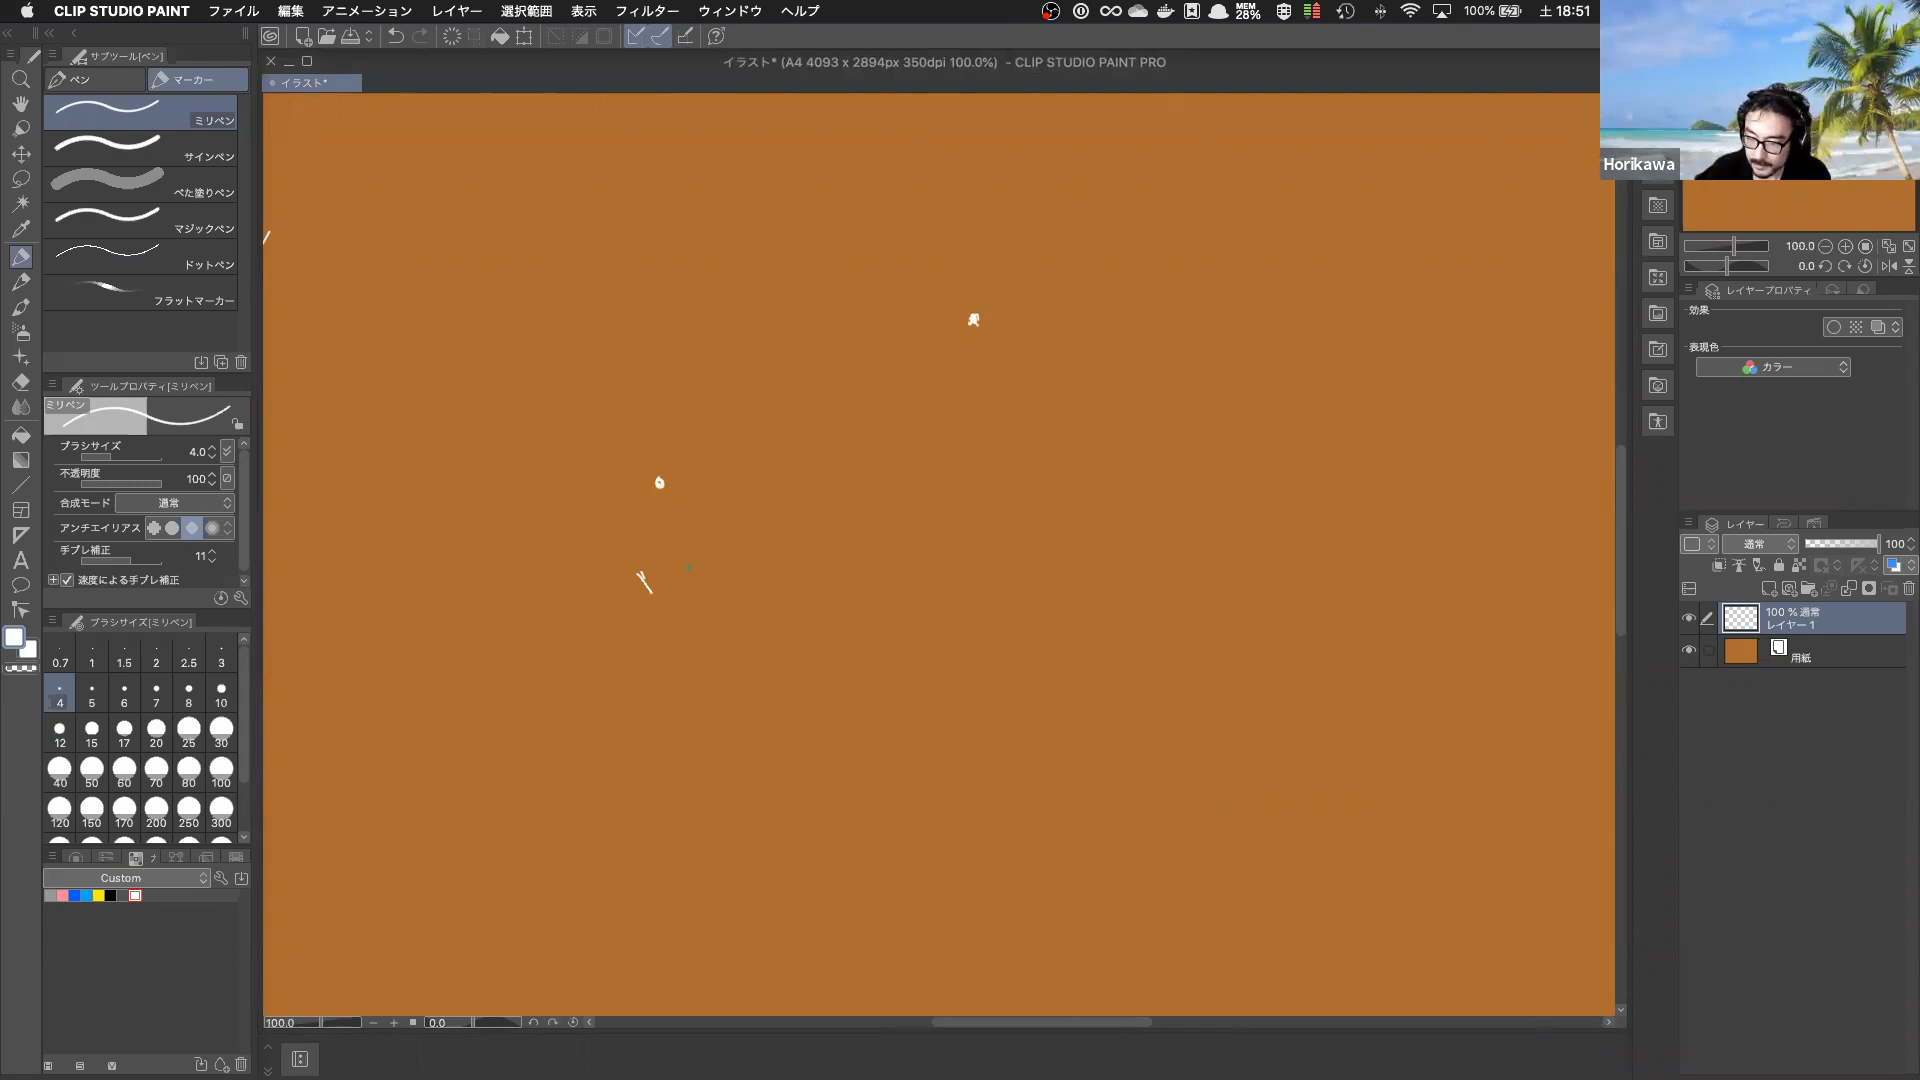 CLIP STUDIO PAINT ファイル 編集 アニメーション レイヤー 選択範囲 表示 フィルター ウィンドウ ヘルプ
MEM 28% 100% 土 18:51
Horikawa
サブツール[ペン]
ペン マーカー
ミリペン
サインペン
べた塗りペン
マジックペン
ドットペン
フラットマーカー
ツールプロパティ[ミリペン]
ミリペン
ブラシサイズ 4.0
不透明度 100
合成モード 通常
アンチエイリアス
手ブレ補正 11
速度による手ブレ補正
ブラシサイズ[ミリペン]
0.7 1 1.5 2 2.5 3
4 5 6 7 8 10
12 15 17 20 25 30
40 50 60 70 80 100
120 150 170 200 250 300
Custom
イラスト* (A4 4093 x 2894px 350dpi 100.0%) - CLIP STUDIO PAINT PRO
イラスト*
100.0 0.0
100.0
0.0
レイヤープロパティ
効果
表現色
カラー
レイヤー
通常 100
100 % 通常
レイヤー 1
用紙